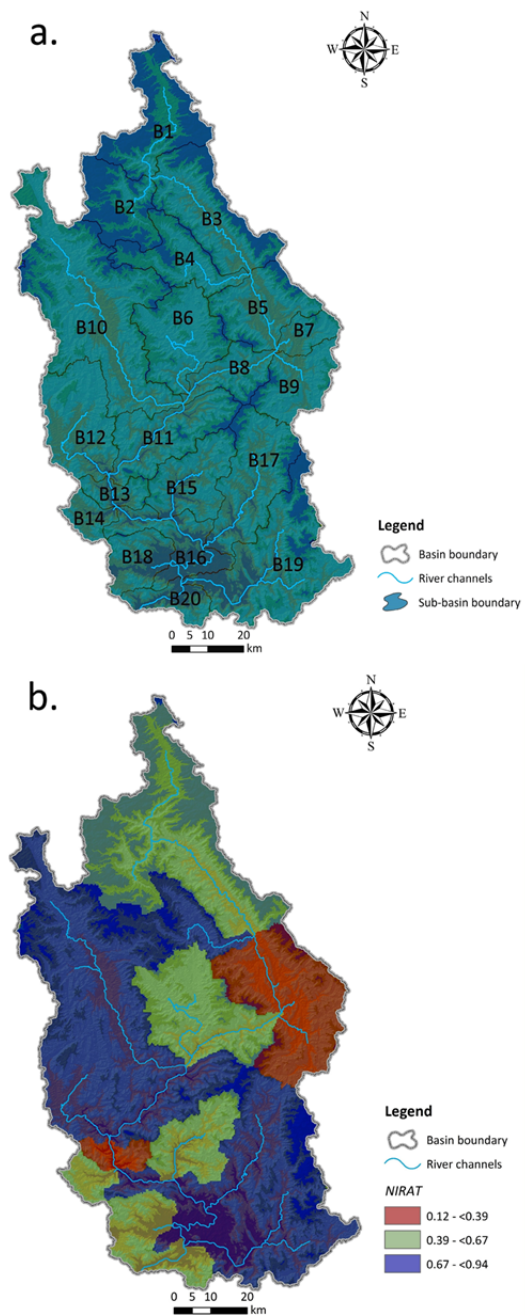 a.
N
W E
S
B1
B2
B3
B4
B5
B6
B7
B10
B8
B9
B12
B11
B17
B13
B15
B14
B18
B16
B19
B20
Legend
Basin boundary
River channels
Sub-basin boundary
0 5 10 20
km
b.
N
W E
S
Legend
Basin boundary
River channels
NIRAT
0.12 - <0.39
0.39 - <0.67
0.67 - <0.94
0 5 10 20
km